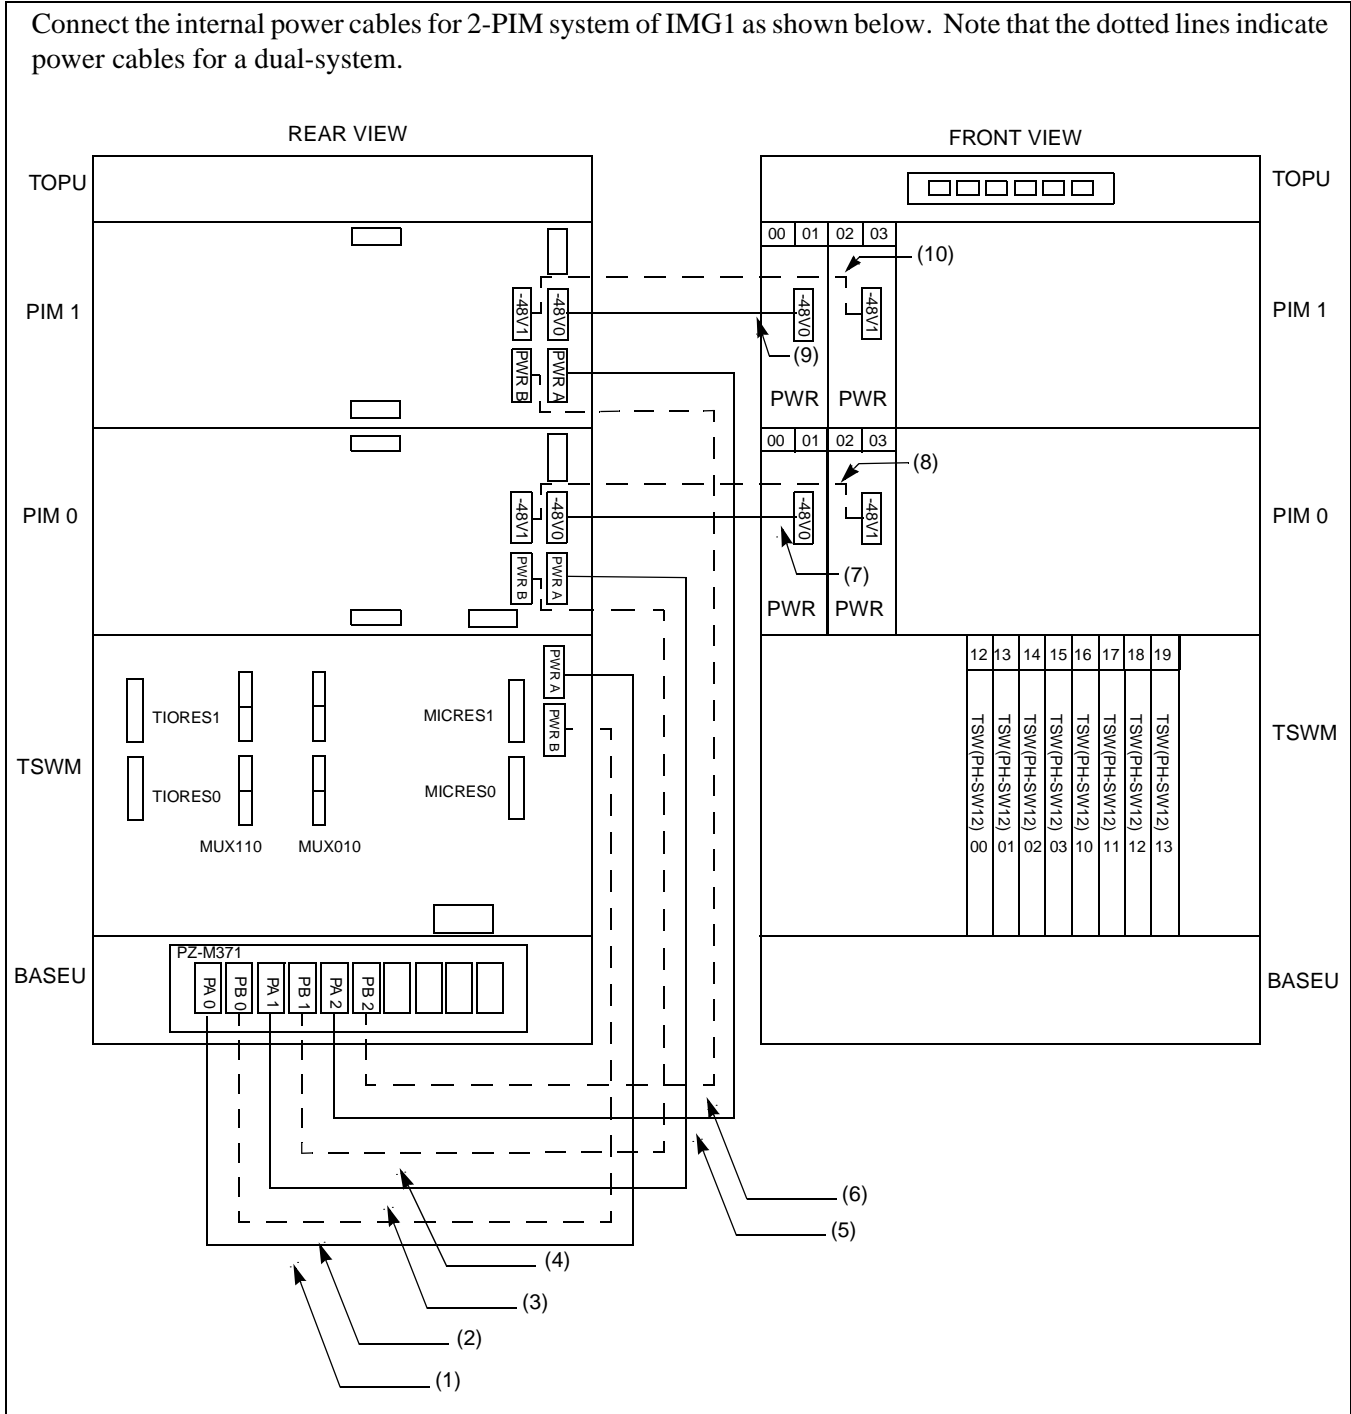 Connect the internal power cables for 2-PIM system of IMG1 as shown below. Note that the dotted lines indicate
power cables for a dual-system.
REAR VIEW
FRONT VIEW
TOPU
TOPU
00 01 02 03
(10)
PIM 1
-48V1
-48V0
-48V0
-48V1
PIM 1
(9)
PWR B
PWR A
PWR PWR
00 01 02 03
(8)
PIM 0
-48V1
-48V0
-48V0
-48V1
PIM 0
(7)
PWR B
PWR A
PWR PWR
12 13 14 15 16 17 18 19
PWR A
TIORES1
MICRES1
PWR B
TSWM
TSWM
TIORES0
MICRES0
MUX110 MUX010
TSW(PH-SW12) 00
TSW(PH-SW12) 01
TSW(PH-SW12) 02
TSW(PH-SW12) 03
TSW(PH-SW12) 10
TSW(PH-SW12) 11
TSW(PH-SW12) 12
TSW(PH-SW12) 13
PZ-M371
BASEU
PA 0
PB 0
PA 1
PB 1
PA 2
PB 2
BASEU
(6)
(5)
(4)
(3)
(2)
(1)